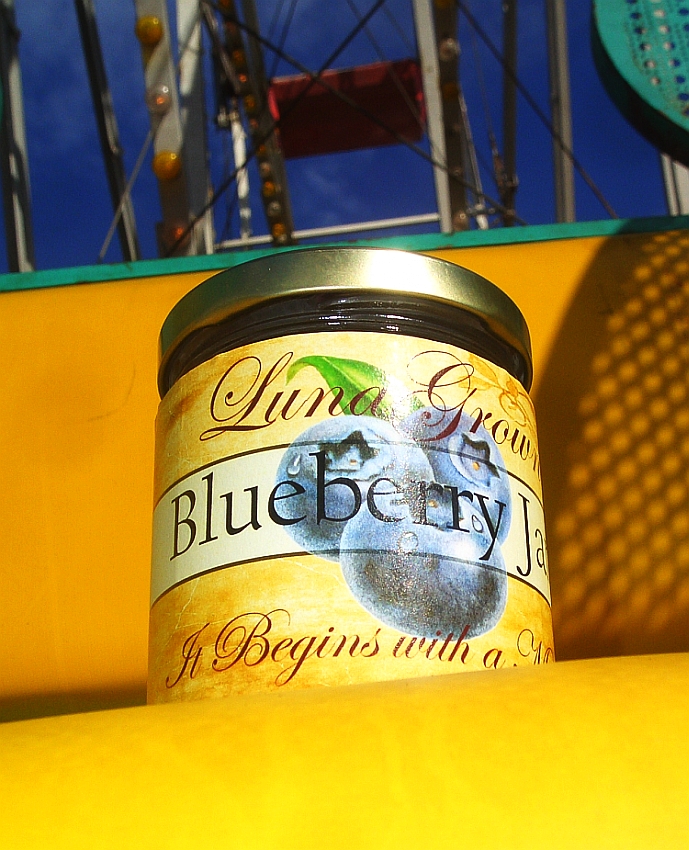 Luna Grown
Blueberry Ja
It Begins with a